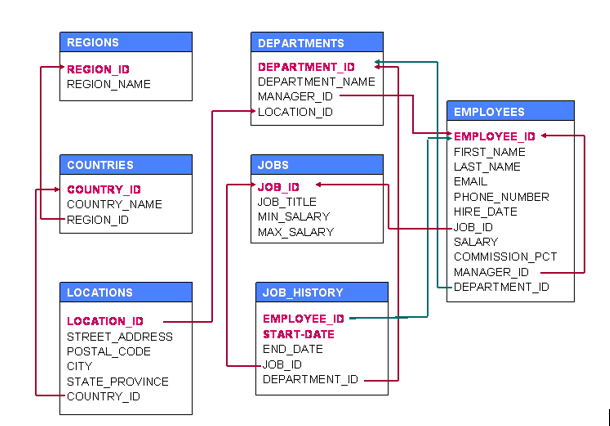 REGIONS
REGION_ID
REGION_NAME
DEPARTMENTS
DEPARTMENT_ID
DEPARTMENT_NAME
MANAGER_ID
LOCATION_ID
EMPLOYEES
EMPLOYEE_ID
FIRST_NAME
LAST_NAME
EMAIL
PHONE_NUMBER
HIRE_DATE
JOB_ID
SALARY
COMMISSION_PCT
MANAGER_ID
DEPARTMENT_ID
COUNTRIES
COUNTRY_ID
COUNTRY_NAME
REGION_ID
JOBS
JOB_ID
JOB_TITLE
MIN_SALARY
MAX_SALARY
LOCATIONS
LOCATION_ID
STREET_ADDRESS
POSTAL_CODE
CITY
STATE_PROVINCE
COUNTRY_ID
JOB_HISTORY
EMPLOYEE_ID
START-DATE
END_DATE
JOB_ID
DEPARTMENT_ID